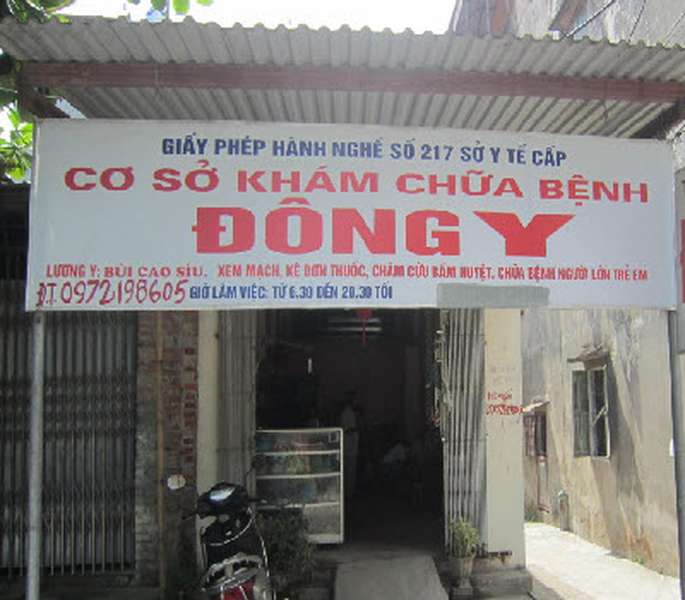 GIẤY PHÉP HÀNH NGHỀ SỐ 217 SỞ Y TẾ CẤP
CƠ SỞ KHÁM CHỮA BỆNH
ĐÔNG Y
LƯƠNG Y: BÙI CAO SÍU. XEM MẠCH, KÊ ĐƠN THUỐC, CHÂM CỨU BẤM HUYỆT, CHỮA BỆNH NGƯỜI LỚN TRẺ EM
ĐT 0972198605 GIỜ LÀM VIỆC: TỪ 6.30 ĐẾN 20.30 TỐI